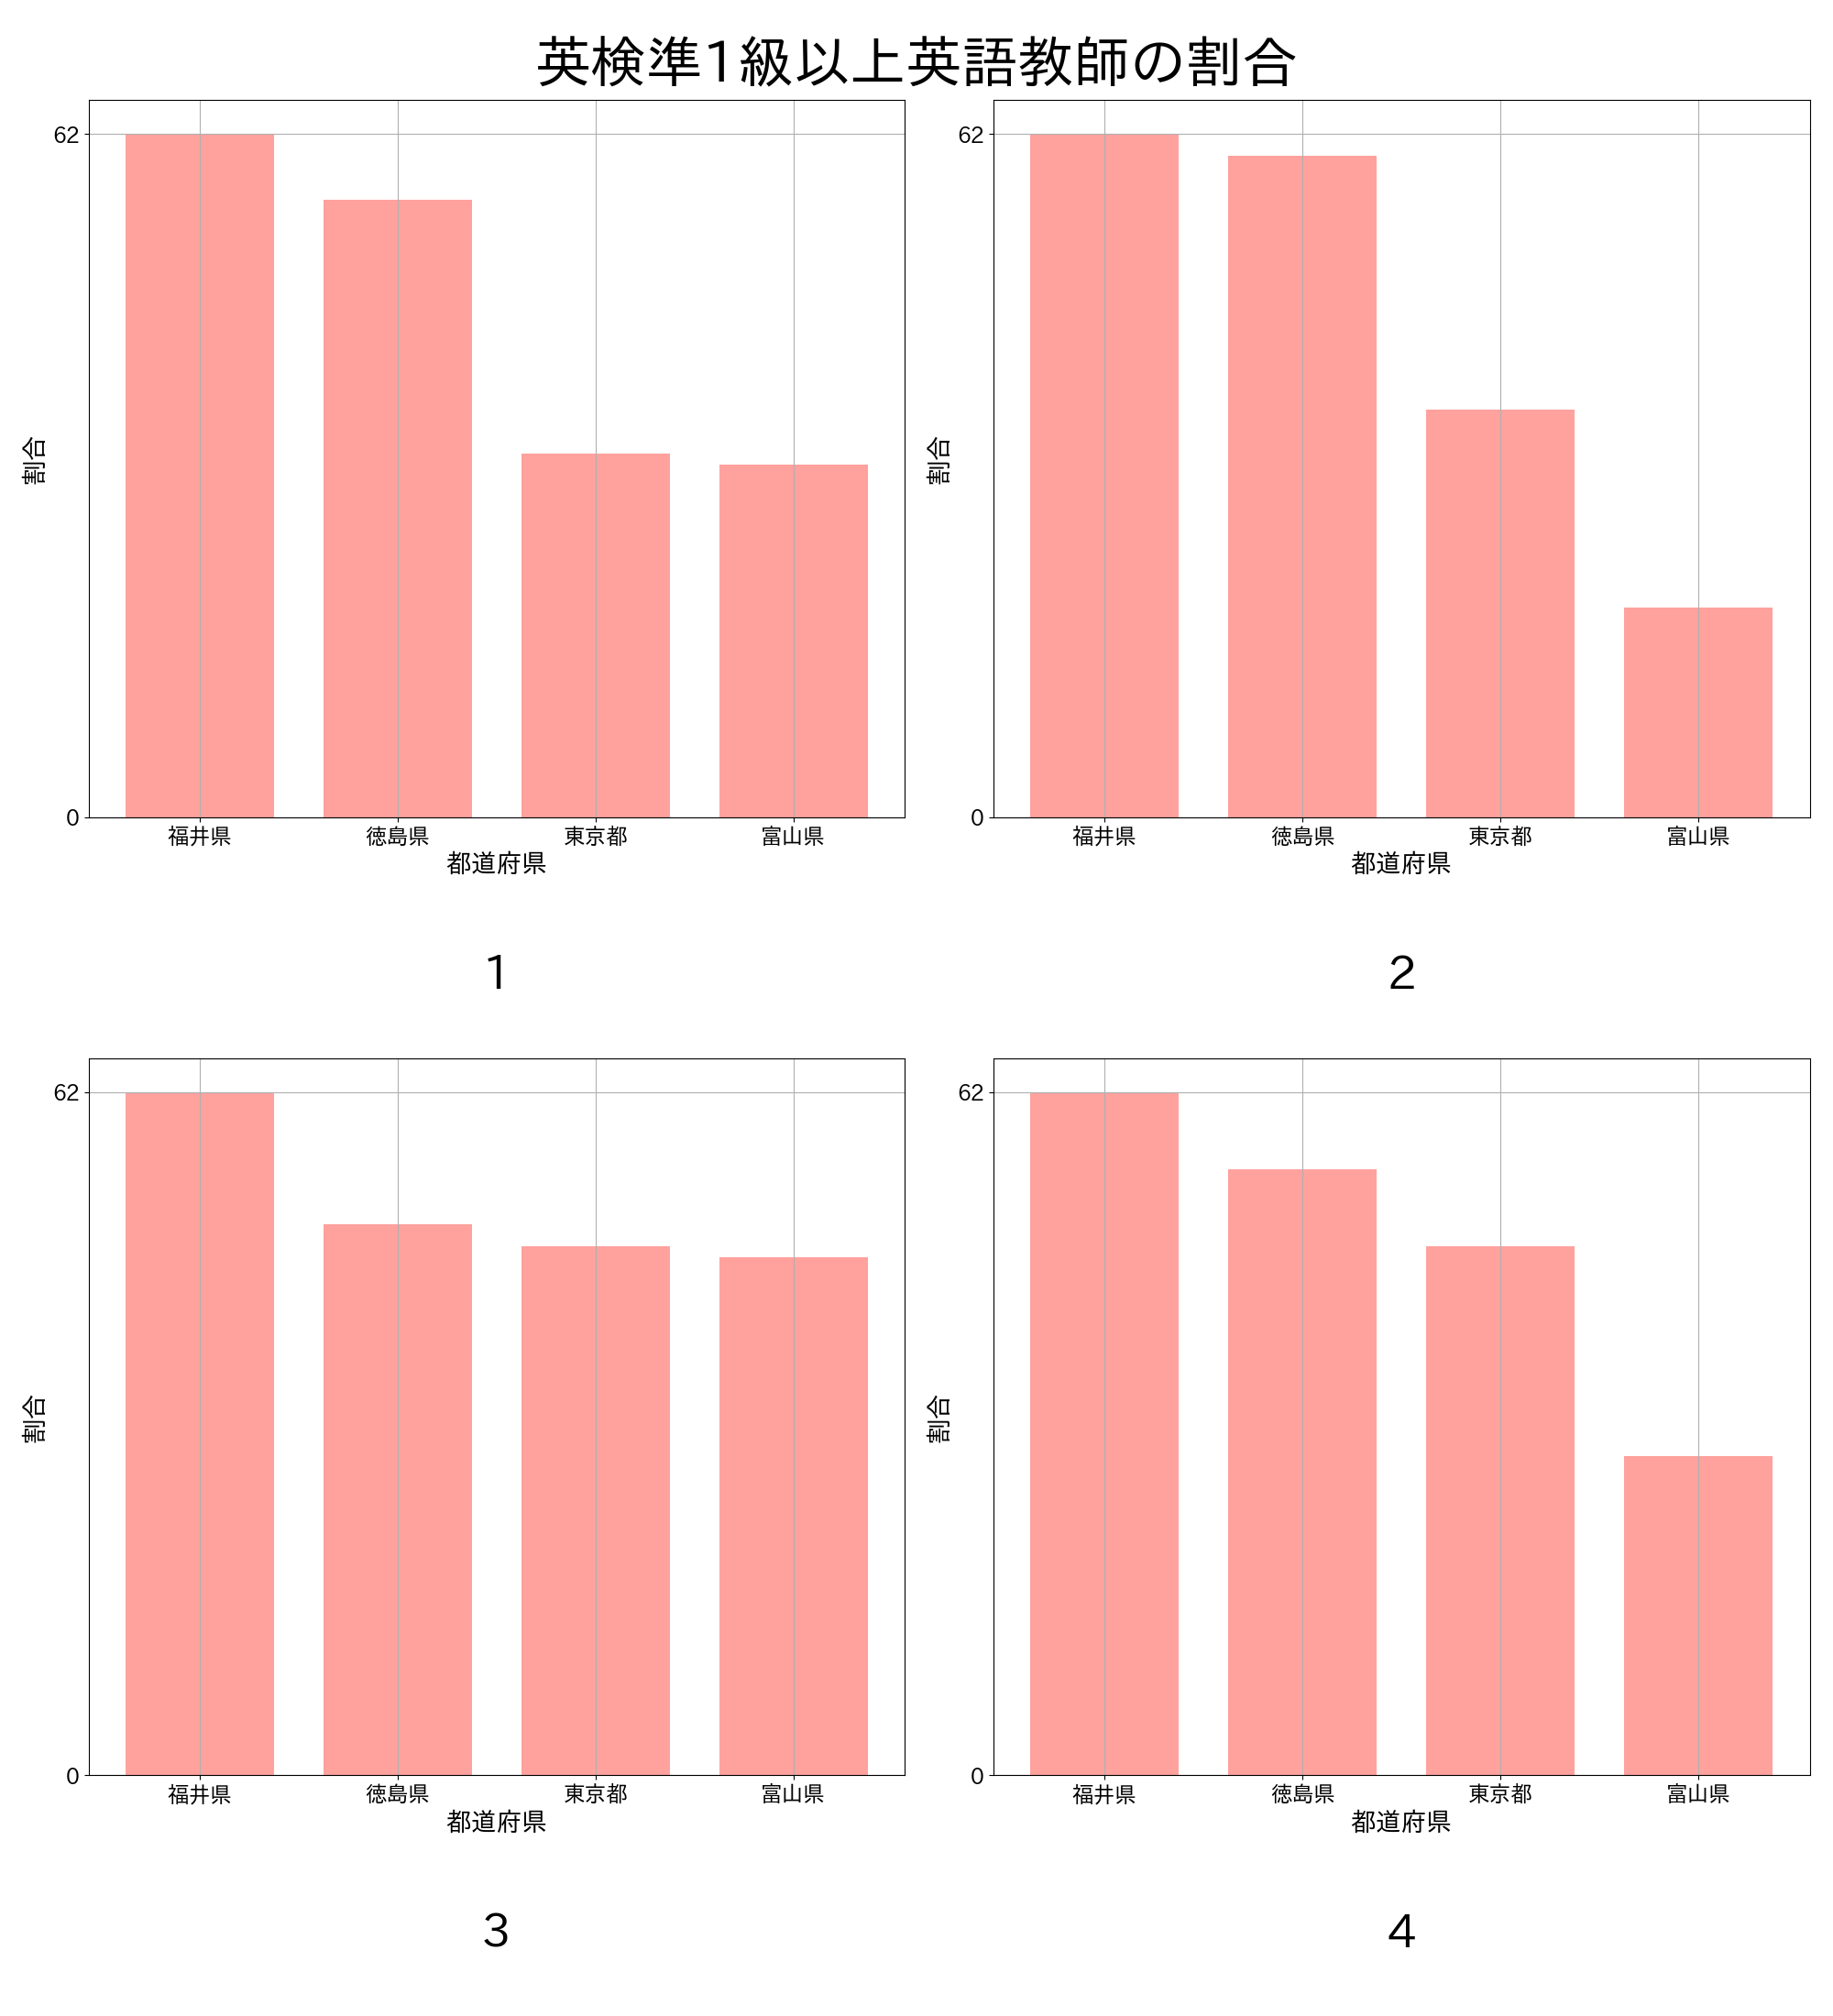 英検準1級以上英語教師の割合
62
0
割合
福井県 徳島県 東京都 富山県
都道府県
1
62
0
割合
福井県 徳島県 東京都 富山県
都道府県
2
62
0
割合
福井県 徳島県 東京都 富山県
都道府県
3
62
0
割合
福井県 徳島県 東京都 富山県
都道府県
4